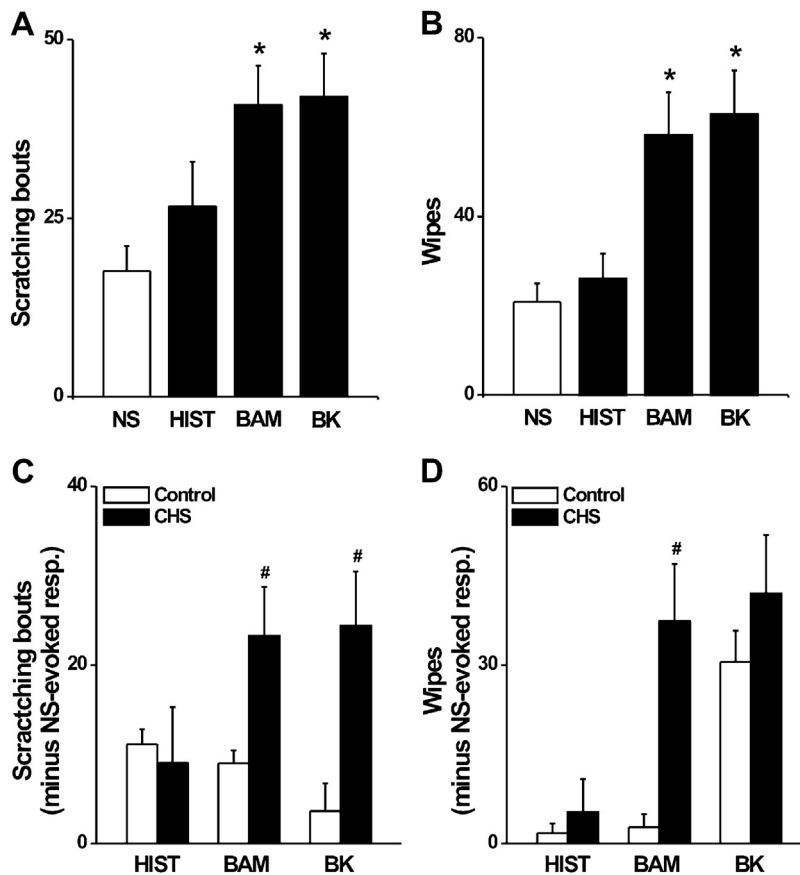 A
Scratching bouts
50
25
0
* *
NS HIST BAM BK
B
Wipes
80
40
0
* *
NS HIST BAM BK
C
Scractching bouts
(minus NS-evoked resp.)
40
20
0
Control
CHS
# #
HIST BAM BK
D
Wipes
(minus NS-evoked resp.)
60
30
0
Control
CHS
#
HIST BAM BK